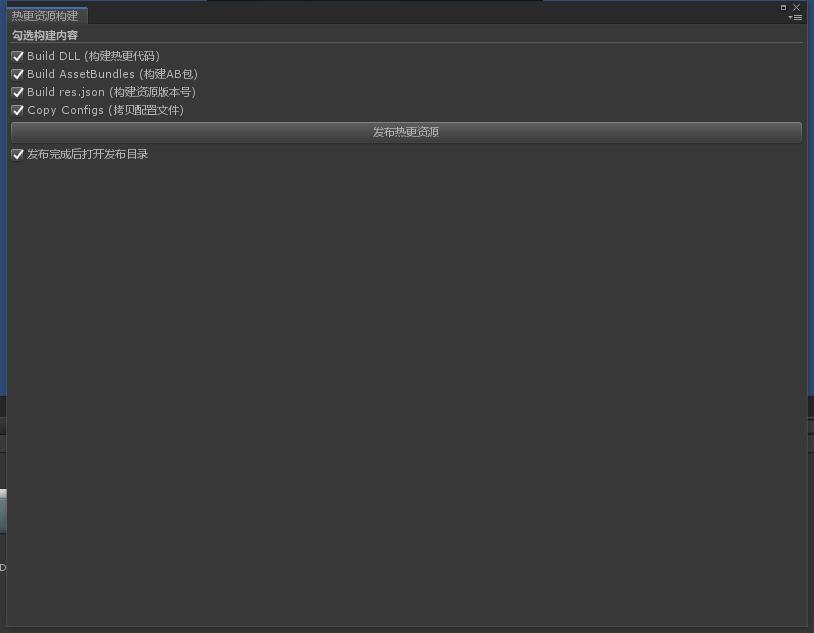 热更资源构建
勾选构建内容
Build DLL (构建热更代码)
Build AssetBundles (构建AB包)
Build res.json (构建资源版本号)
Copy Configs (拷贝配置文件)
发布热更资源
发布完成后打开发布目录
D